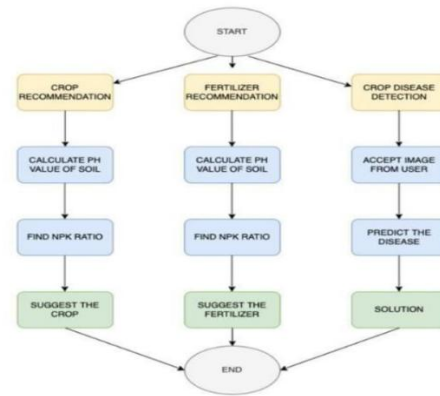 START
CROP
RECOMMENDATION
FERTILIZER
RECOMMENDATION
CROP DISEASE
DETECTION
CALCULATE PH
VALUE OF SOIL
CALCULATE PH
VALUE OF SOIL
ACCEPT IMAGE
FROM USER
FIND NPK RATIO
FIND NPK RATIO
PREDICT THE
DISEASE
SUGGEST THE
CROP
SUGGEST THE
FERTILIZER
SOLUTION
END